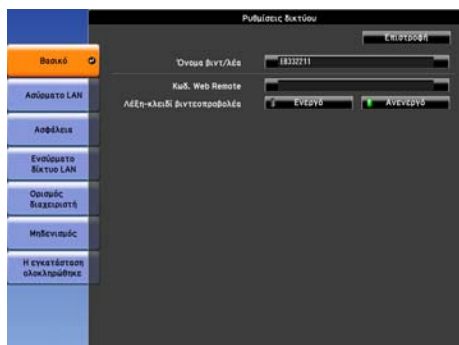 Ρυθμίσεις δικτύου
Επιστροφή
Βασικό
Όνομα βιντ/λέα
EB332211
Κωδ. Web Remote
Ασύρματο LAN
Λέξη-κλειδί βιντεοπροβολέα
Ενεργό
Ανενεργό
Ασφάλεια
Ενσύρματο
δίκτυο LAN
Ορισμός
διαχειριστή
Μηδενισμός
Η εγκατάσταση
ολοκληρώθηκε